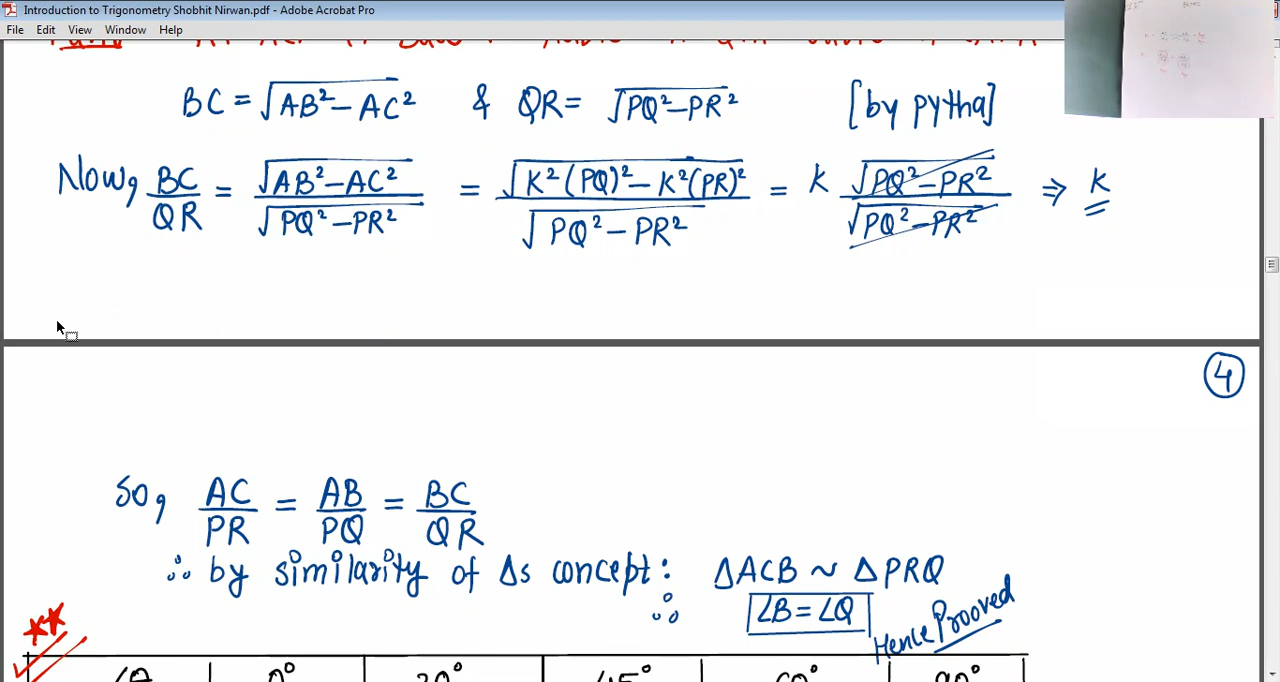 Introduction to Trigonometry Shobhit Nirwan.pdf - Adobe Acrobat Pro
File Edit View Window Help
BC = √AB² - AC² & QR = √PQ² - PR² [by pytha]
Now, BC/QR = √AB² - AC²/√PQ² - PR² = √K²(PQ)² - K²(PR)²/√PQ² - PR² = K √PQ² - PR²/√PQ² - PR² ⇒ K
4
So, AC/PR = AB/PQ = BC/QR
∴ by similarity of Δs concept: ΔACB ~ ΔPRQ
∴ ∠B = ∠Q
Hence Prooved
0° 45° 90°